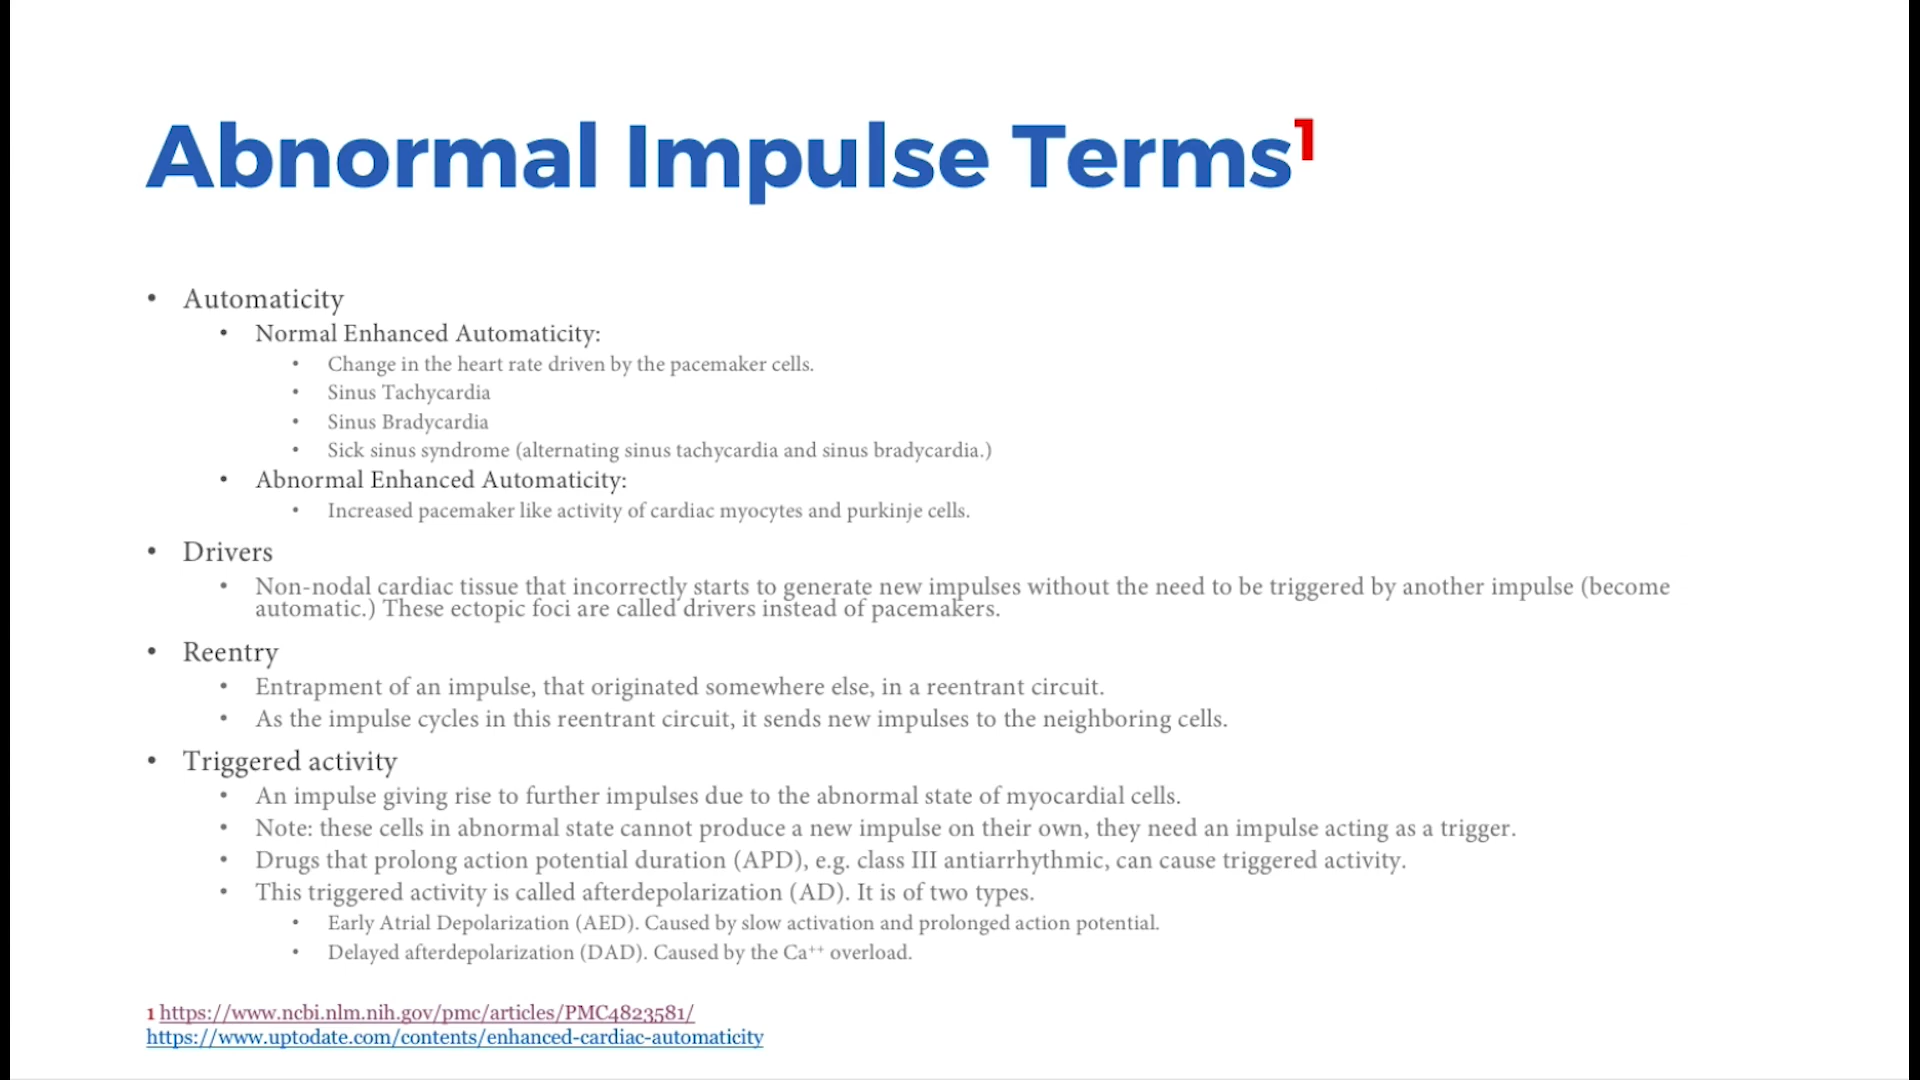 Abnormal Impulse Terms1
• Automaticity
• Normal Enhanced Automaticity:
• Change in the heart rate driven by the pacemaker cells.
• Sinus Tachycardia
• Sinus Bradycardia
• Sick sinus syndrome (alternating sinus tachycardia and sinus bradycardia.)
• Abnormal Enhanced Automaticity:
• Increased pacemaker like activity of cardiac myocytes and purkinje cells.
• Drivers
• Non-nodal cardiac tissue that incorrectly starts to generate new impulses without the need to be triggered by another impulse (become
automatic.) These ectopic foci are called drivers instead of pacemakers.
• Reentry
• Entrapment of an impulse, that originated somewhere else, in a reentrant circuit.
• As the impulse cycles in this reentrant circuit, it sends new impulses to the neighboring cells.
• Triggered activity
• An impulse giving rise to further impulses due to the abnormal state of myocardial cells.
• Note: these cells in abnormal state cannot produce a new impulse on their own, they need an impulse acting as a trigger.
• Drugs that prolong action potential duration (APD), e.g. class III antiarrhythmic, can cause triggered activity.
• This triggered activity is called afterdepolarization (AD). It is of two types.
• Early Atrial Depolarization (AED). Caused by slow activation and prolonged action potential.
• Delayed afterdepolarization (DAD). Caused by the Ca++ overload.
1 https://www.ncbi.nlm.nih.gov/pmc/articles/PMC4823581/
https://www.uptodate.com/contents/enhanced-cardiac-automaticity